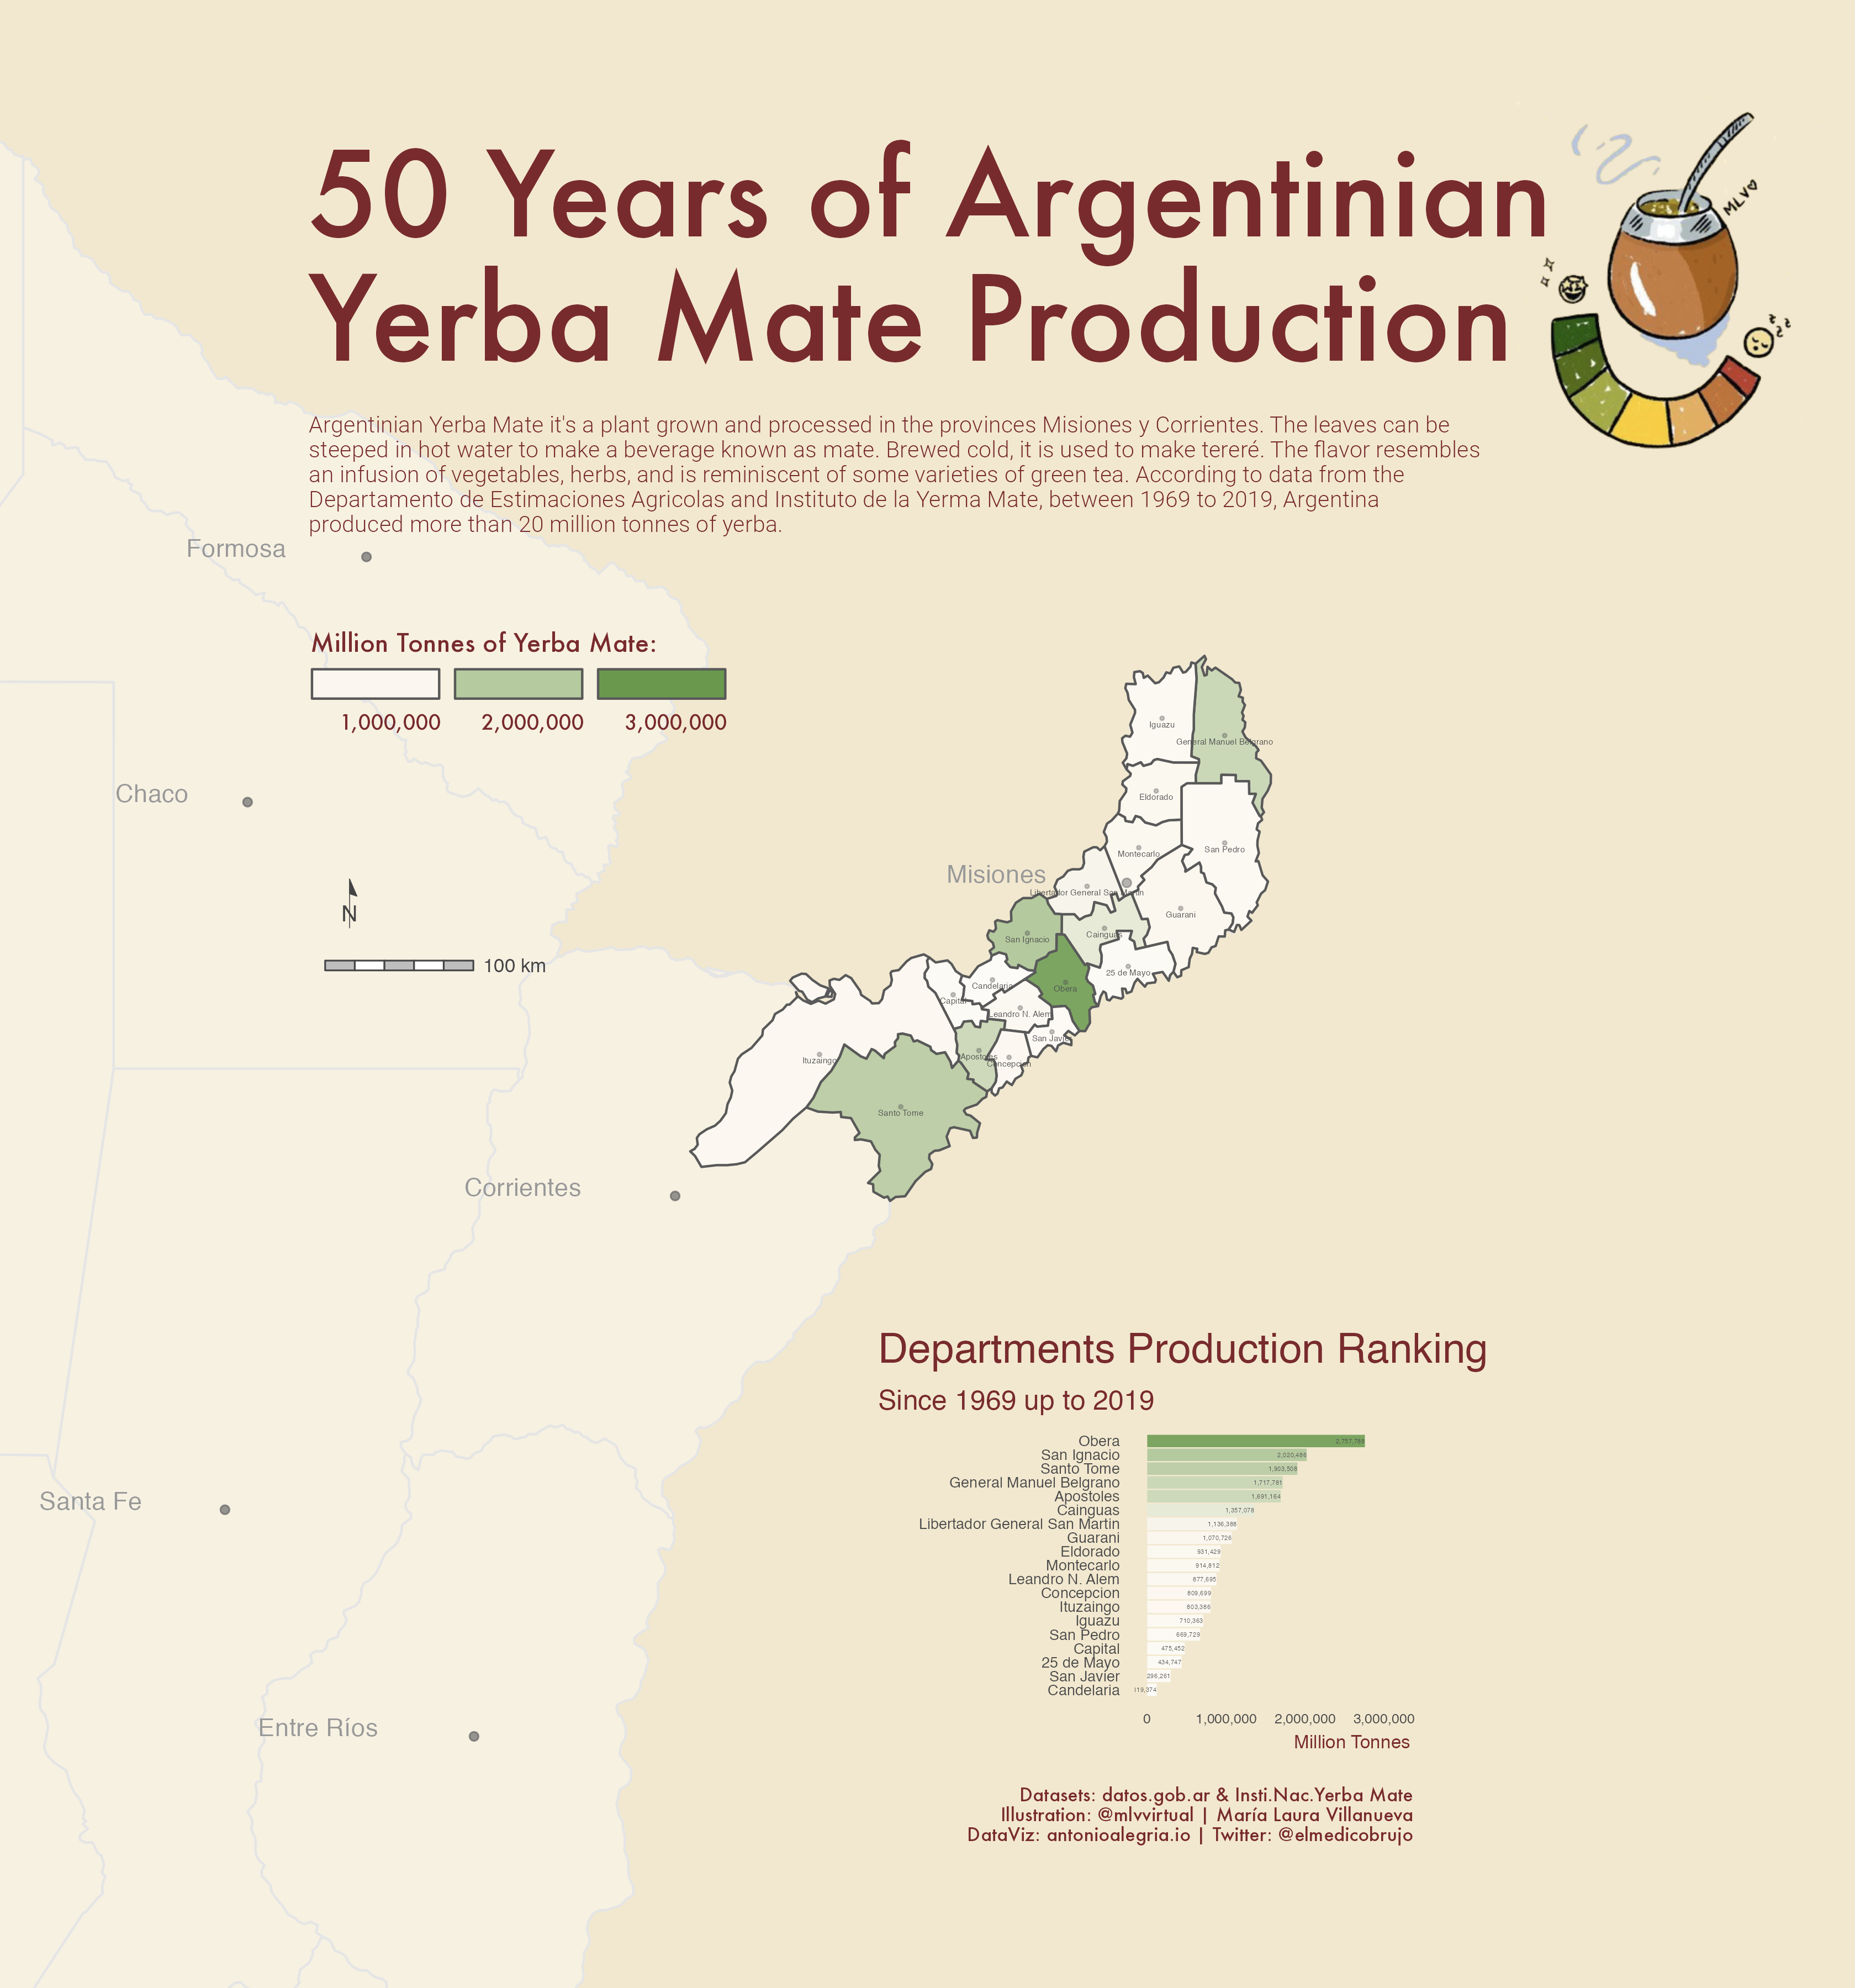 50 Years of Argentinian
Yerba Mate Production
MLV
z z z
Argentinian Yerba Mate it's a plant grown and processed in the provinces Misiones y Corrientes. The leaves can be
steeped in hot water to make a beverage known as mate. Brewed cold, it is used to make tereré. The flavor resembles
an infusion of vegetables, herbs, and is reminiscent of some varieties of green tea. According to data from the
Departamento de Estimaciones Agricolas and Instituto de la Yerma Mate, between 1969 to 2019, Argentina
produced more than 20 million tonnes of yerba.
Formosa
Million Tonnes of Yerba Mate:
1,000,000 2,000,000 3,000,000
Chaco
N
100 km
Misiones
Iguazu
General Manuel Belgrano
Eldorado
Montecarlo
San Pedro
Libertador General San Martin
Guarani
Cainguas
San Ignacio
25 de Mayo
Candelaria
Obera
Capital
Leandro N. Alem
San Javier
Apostoles
Concepcion
Ituzaingo
Santo Tome
Corrientes
Santa Fe
Entre Ríos
Departments Production Ranking
Since 1969 up to 2019
Obera
San Ignacio 2,020,486
Santo Tome 1,903,508
General Manuel Belgrano 1,717,781
Apostoles 1,691,164
Cainguas 1,357,078
Libertador General San Martin 1,136,388
Guarani 1,070,726
Eldorado 931,429
Montecarlo 914,812
Leandro N. Alem 877,695
Concepcion 809,699
Ituzaingo 803,386
Iguazu 710,363
San Pedro 669,729
Capital 475,452
25 de Mayo 434,747
San Javier 296,261
Candelaria 119,374
0 1,000,000 2,000,000 3,000,000
Million Tonnes
Datasets: datos.gob.ar & Insti.Nac.Yerba Mate
Illustration: @mlvvirtual | María Laura Villanueva
DataViz: antonioalegria.io | Twitter: @elmedicobrujo